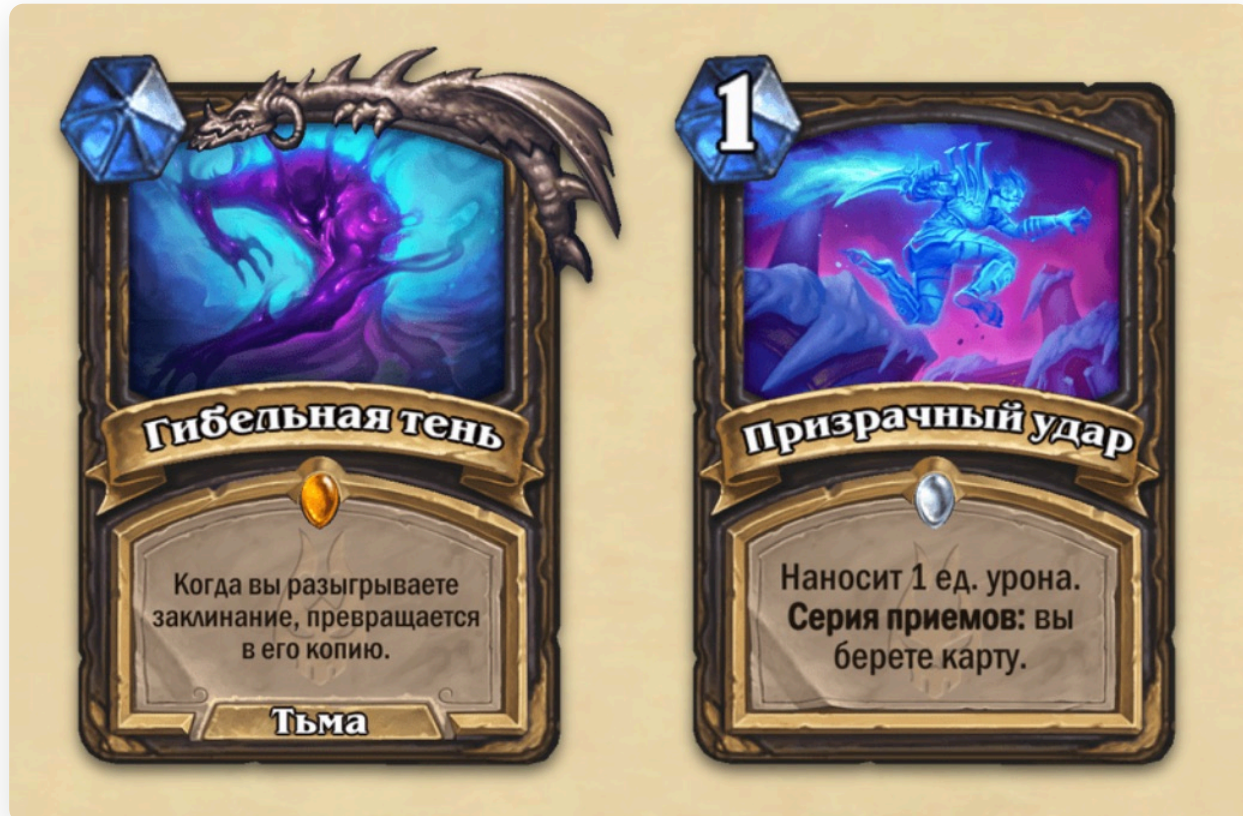 Гибельная тень
Когда вы разыгрываете
заклинание, превращается
в его копию.
Тьма
1
Призрачный удар
Наносит 1 ед. урона.
Серия приемов: вы
берете карту.